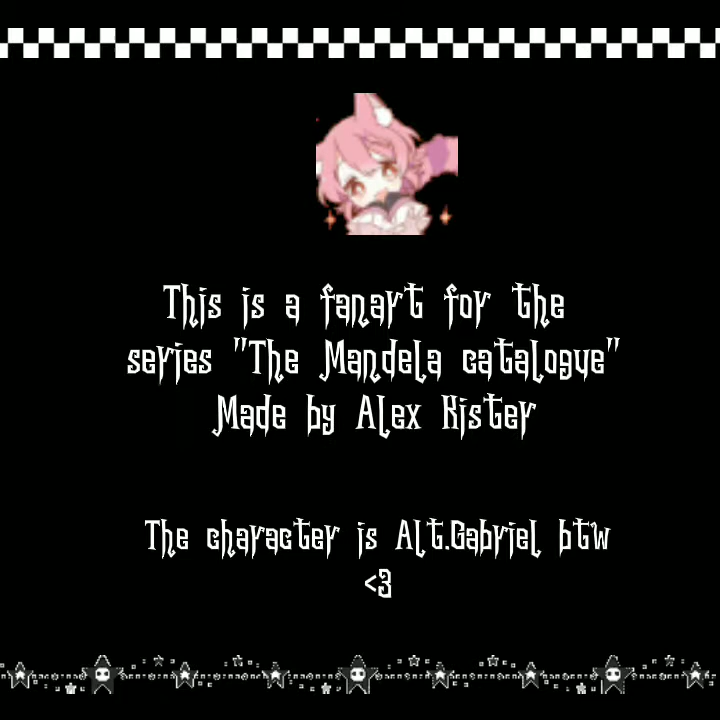 This is a fanart for the
series "The Mandela catalogue"
Made by Alex Kister
The character is Alt.Gabriel btw
<3